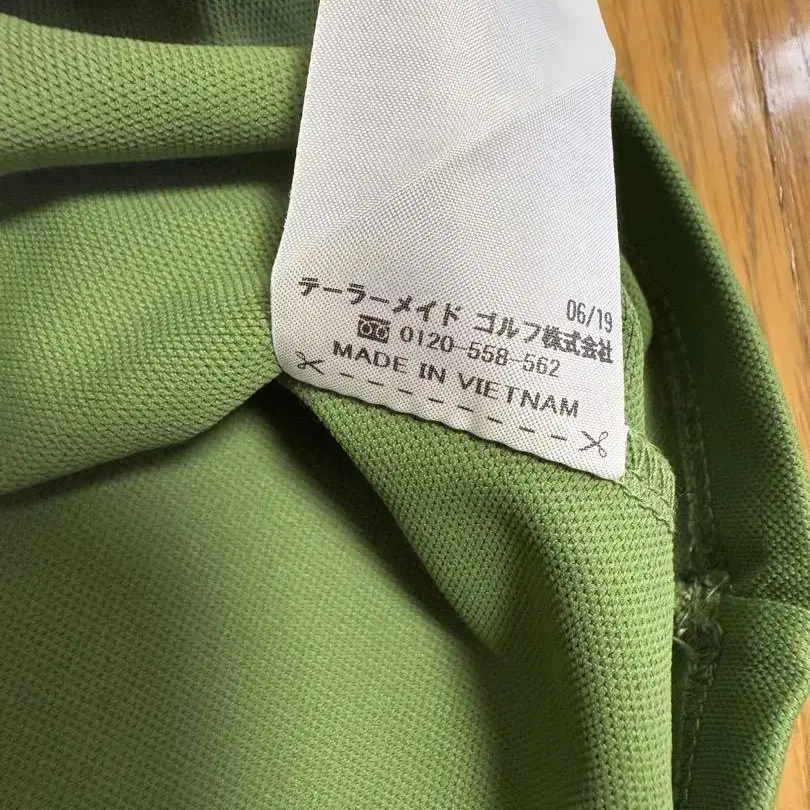 06/19
テーラーメイド ゴルフ株式会社
0120-558-562
MADE IN VIETNAM